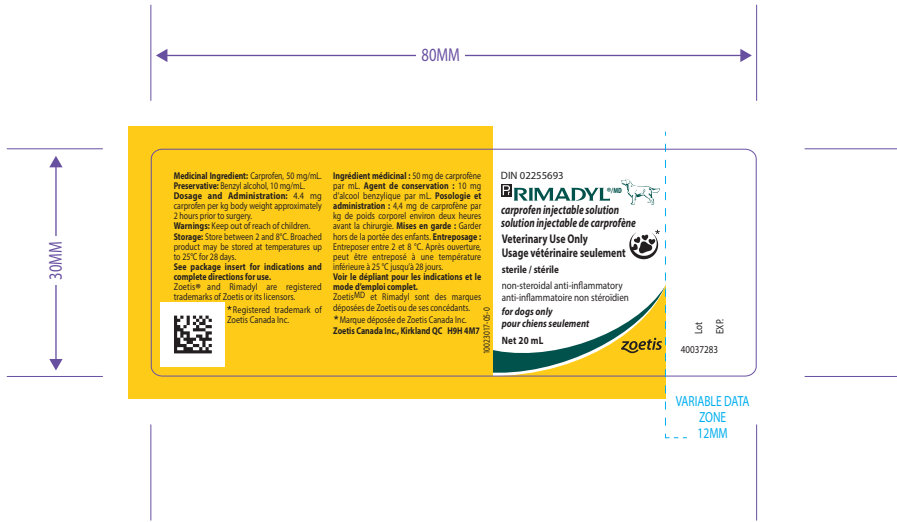 80MM
30MM
Medicinal Ingredient: Carprofen, 50 mg/mL.
Preservative: Benzyl alcohol, 10 mg/mL.
Dosage and Administration: 4.4 mg
carprofen per kg body weight approximately
2 hours prior to surgery.
Warnings: Keep out of reach of children.
Storage: Store between 2 and 8°C. Broached
product may be stored at temperatures up
to 25°C for 28 days.
See package insert for indications and
complete directions for use.
Zoetis® and Rimadyl are registered
trademarks of Zoetis or its licensors.
*Registered trademark of
Zoetis Canada Inc.
Ingrédient médicinal : 50 mg de carprofène
par mL. Agent de conservation : 10 mg
d'alcool benzylique par mL. Posologie et
administration : 4,4 mg de carprofène par
kg de poids corporel environ deux heures
avant la chirurgie. Mises en garde : Garder
hors de la portée des enfants. Entreposage :
Entreposer entre 2 et 8 °C. Après ouverture,
peut être entreposé à une température
inférieure à 25 °C jusqu'à 28 jours.
Voir le dépliant pour les indications et le
mode d'emploi complet.
ZoetisMD et Rimadyl sont des marques
déposées de Zoetis ou de ses concédants.
* Marque déposée de Zoetis Canada Inc.
Zoetis Canada Inc., Kirkland QC H9H 4M7
10023017-05-0
DIN 02255693
RIMADYL®/MD
carprofen injectable solution
solution injectable de carprofène
Veterinary Use Only
Usage vétérinaire seulement
*
sterile / stérile
non-steroidal anti-inflammatory
anti-inflammatoire non stéroïdien
for dogs only
pour chiens seulement
Net 20 mL
zoetis
Lot
EXP.
40037283
VARIABLE DATA
ZONE
12MM